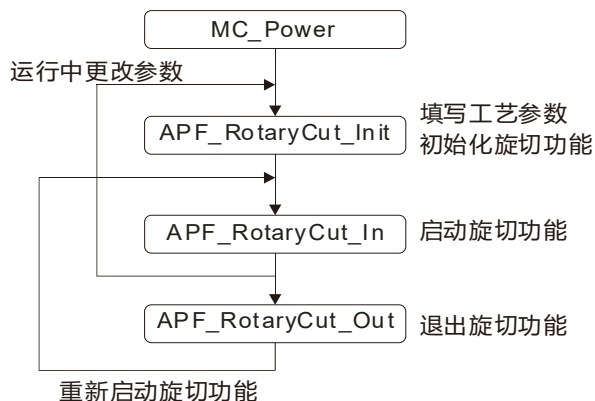 MC_Power
运行中更改参数
APF_RotaryCut_Init
填写工艺参数
初始化旋切功能
APF_RotaryCut_In
启动旋切功能
APF_RotaryCut_Out
退出旋切功能
重新启动旋切功能